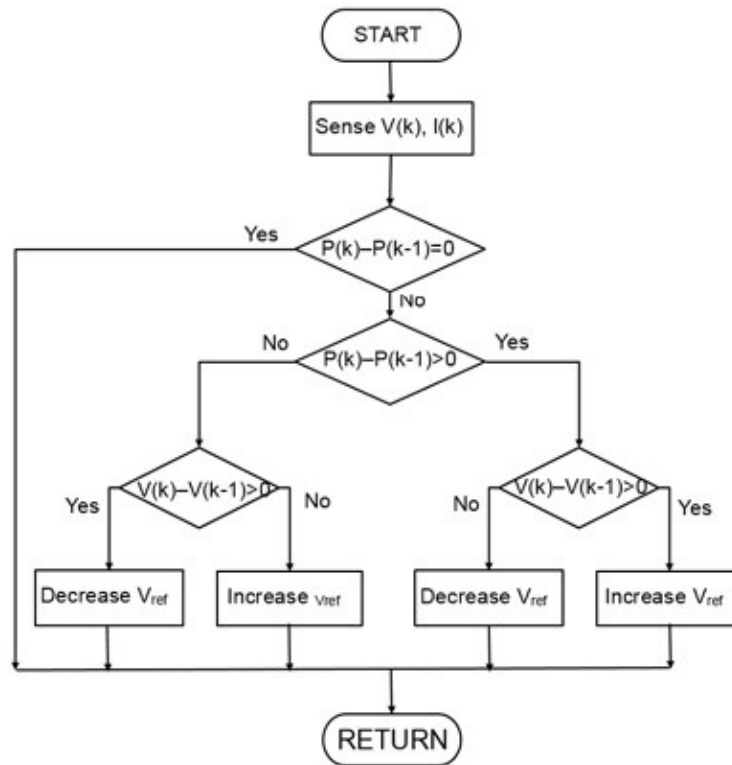 START
Sense V(k), I(k)
Yes
P(k)–P(k-1)=0
No
No
P(k)–P(k-1)>0
Yes
V(k)–V(k-1)>0
V(k)–V(k-1)>0
Yes
No
No
Yes
Decrease Vref
Increase Vref
Decrease Vref
Increase Vref
RETURN